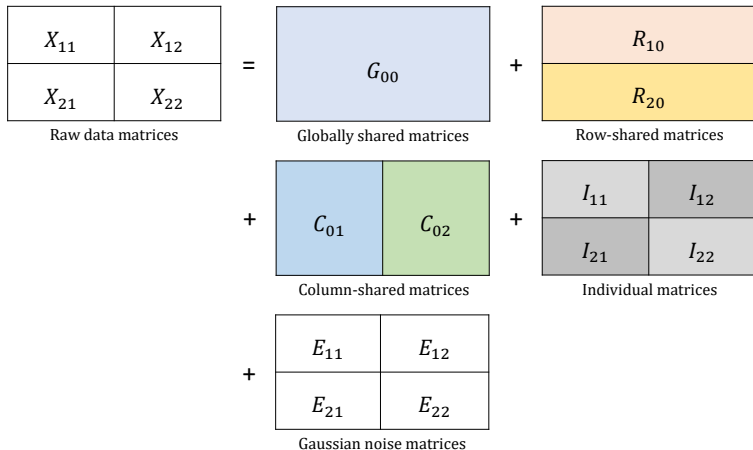 X₁₁ X₁₂ = G₀₀ + R₁₀
X₂₁ X₂₂ R₂₀
Raw data matrices Globally shared matrices Row-shared matrices
+ C₀₁ C₀₂ + I₁₁ I₁₂
I₂₁ I₂₂
Column-shared matrices Individual matrices
+ E₁₁ E₁₂
E₂₁ E₂₂
Gaussian noise matrices